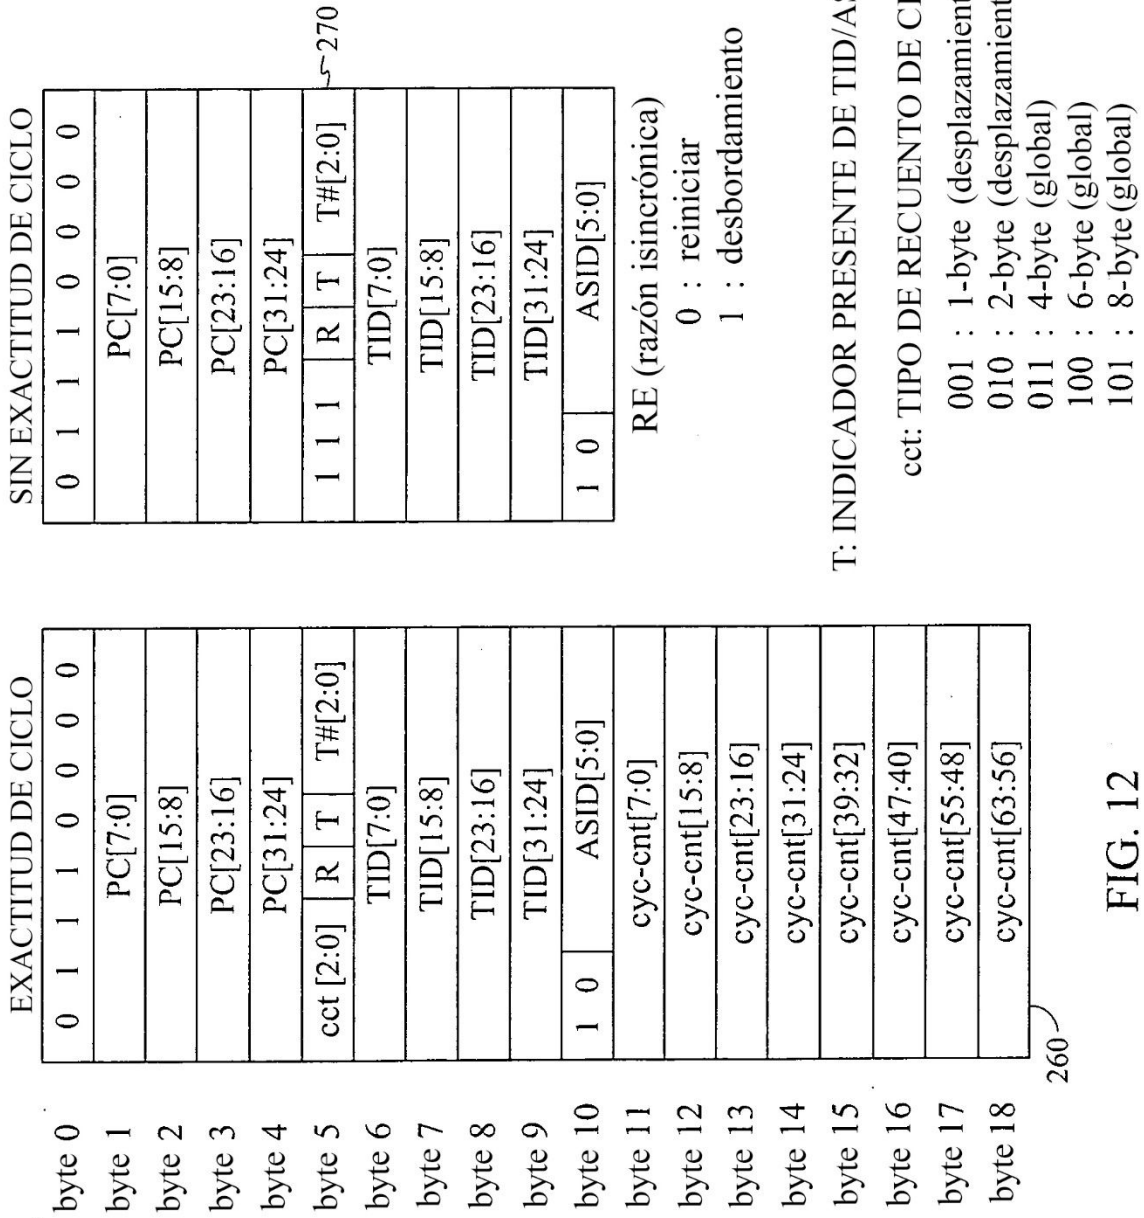 EXACTITUD DE CICLO
byte 0 0 1 1 1 0 0 0 0
byte 1 PC[7:0]
byte 2 PC[15:8]
byte 3 PC[23:16]
byte 4 PC[31:24]
byte 5 cct [2:0] R T T#[2:0]
byte 6 TID[7:0]
byte 7 TID[15:8]
byte 8 TID[23:16]
byte 9 TID[31:24]
byte 10 1 0 ASID[5:0]
byte 11 cyc-cnt[7:0]
byte 12 cyc-cnt[15:8]
byte 13 cyc-cnt[23:16]
byte 14 cyc-cnt[31:24]
byte 15 cyc-cnt[39:32]
byte 16 cyc-cnt[47:40]
byte 17 cyc-cnt[55:48]
byte 18 cyc-cnt[63:56]
260
SIN EXACTITUD DE CICLO
0 1 1 1 0 0 0 0
PC[7:0]
PC[15:8]
PC[23:16]
PC[31:24]
1 1 1 R T T#[2:0]
270
TID[7:0]
TID[15:8]
TID[23:16]
TID[31:24]
1 0 ASID[5:0]
RE (razón isincrónica)
0 : reiniciar
1 : desbordamiento
T: INDICADOR PRESENTE DE TID/AS
cct: TIPO DE RECUENTO DE
001 : 1-byte (desplazamient
010 : 2-byte (desplazamient
011 : 4-byte (global)
100 : 6-byte (global)
101 : 8-byte (global)
FIG. 12